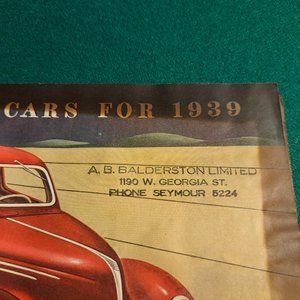 CARS FOR 1939
A. B. BALDERSTON LIMITED
1190 W. GEORGIA ST.
PHONE SEYMOUR 5224